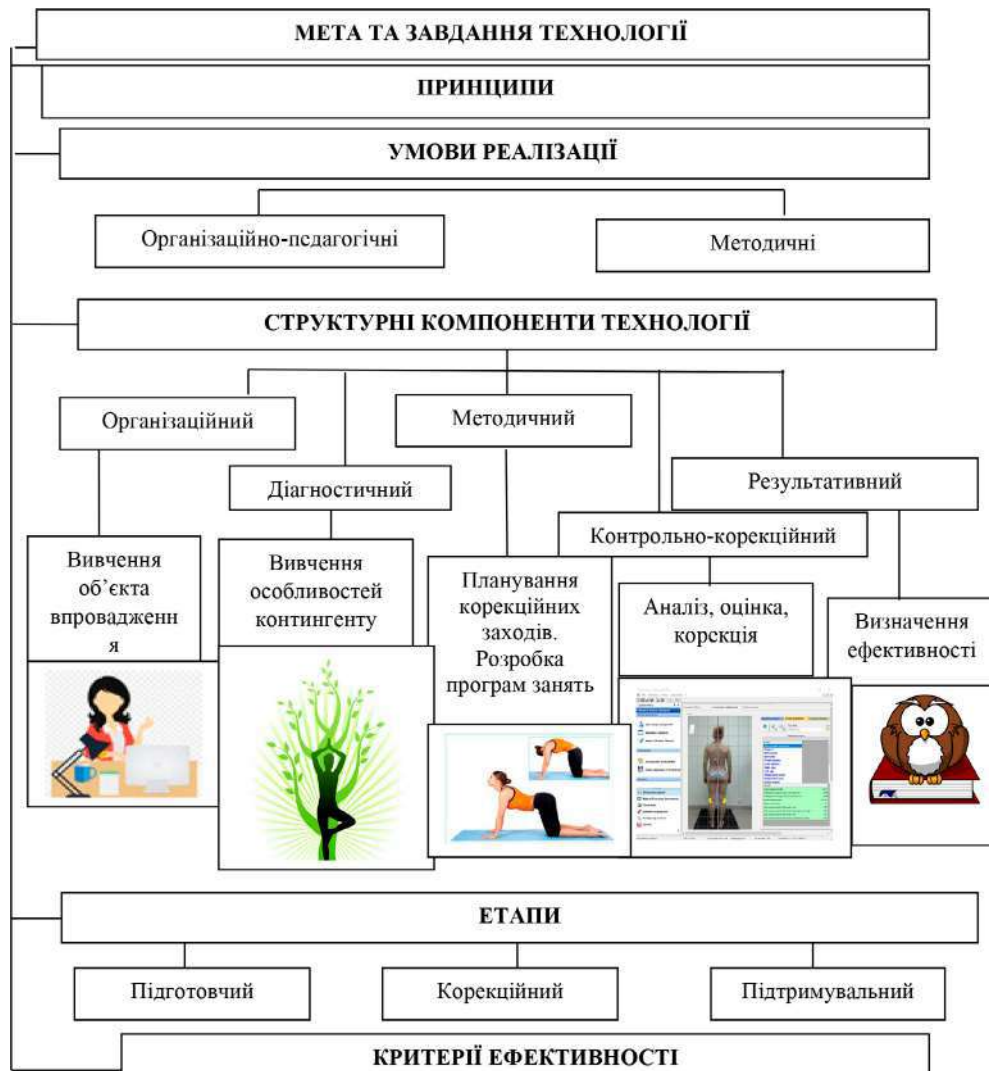 МЕТА ТА ЗАВДАННЯ ТЕХНОЛОГІЇ
ПРИНЦИПИ
УМОВИ РЕАЛІЗАЦІЇ
Організаційно-педагогічні
Методичні
СТРУКТУРНІ КОМПОНЕНТИ ТЕХНОЛОГІЇ
Організаційний
Методичний
Діагностичний
Результативний
Контрольно-корекційний
Вивчення
об’єкта
впровадженн
я
Вивчення
особливостей
контингенту
Планування
корекційних
заходів.
Розробка
програм занять
Аналіз, оцінка,
корекція
Визначення
ефективності
ЕТАПИ
Підготовчий
Корекційний
Підтримувальний
КРИТЕРІЇ ЕФЕКТИВНОСТІ